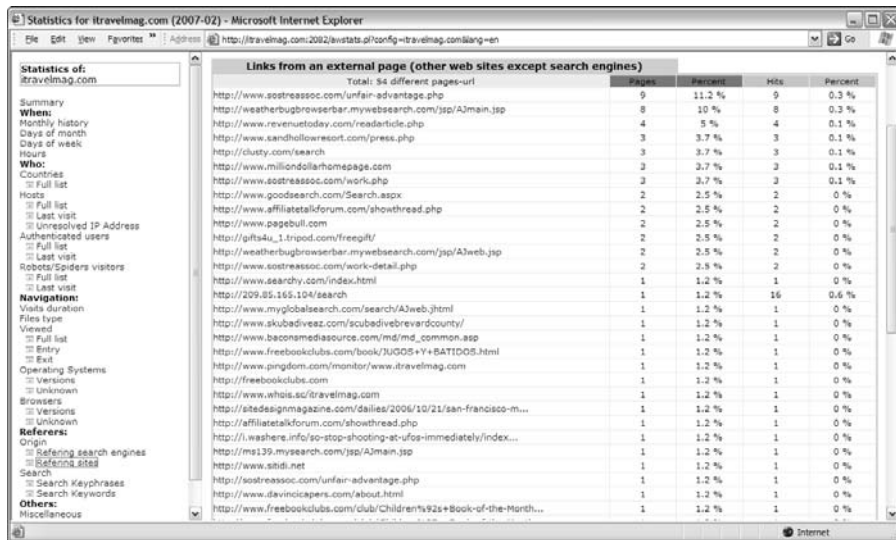 Statistics for itravelmag.com (2007-02) - Microsoft Internet Explorer
File Edit View Favorites » Address http://itravelmag.com:2082/awstats.pl?config=itravelmag.com&lang=en Go
Statistics of:
itravelmag.com
Summary
When:
Monthly history
Days of month
Days of week
Hours
Who:
Countries
Full list
Hosts
Full list
Last visit
Unresolved IP Address
Authenticated users
Full list
Last visit
Robots/Spiders visitors
Full list
Last visit
Navigation:
Visits duration
Files type
Viewed
Full list
Entry
Exit
Operating Systems
Versions
Unknown
Browsers
Versions
Unknown
Referers:
Origin
Refering search engines
Refering sites
Search
Search Keyphrases
Search Keywords
Others:
Miscellaneous
Links from an external page (other web sites except search engines)
Total: 54 different pages-url Pages Percent Hits Percent
http://www.sostreassoc.com/unfair-advantage.php 9 11.2 % 9 0.3 %
http://weatherbugbrowserbar.mywebsearch.com/jsp/AJmain.jsp 8 10 % 8 0.3 %
http://www.revenuetoday.com/readarticle.php 4 5 % 4 0.1 %
http://www.sandhollowresort.com/press.php 3 3.7 % 3 0.1 %
http://clusty.com/search 3 3.7 % 3 0.1 %
http://www.milliondollarhomepage.com 3 3.7 % 3 0.1 %
http://www.sostreassoc.com/work.php 3 3.7 % 3 0.1 %
http://www.goodsearch.com/Search.aspx 2 2.5 % 2 0 %
http://www.affiliatetalkforum.com/showthread.php 2 2.5 % 2 0 %
http://www.pagebull.com 2 2.5 % 2 0 %
http://gifts4u_1.tripod.com/freegift/ 2 2.5 % 2 0 %
http://weatherbugbrowserbar.mywebsearch.com/jsp/AJweb.jsp 2 2.5 % 2 0 %
http://www.sostreassoc.com/work-detail.php 2 2.5 % 2 0 %
http://www.searchy.com/index.html 1 1.2 % 1 0 %
http://209.85.165.104/search 1 1.2 % 16 0.6 %
http://www.myglobalsearch.com/search/AJweb.jhtml 1 1.2 % 1 0 %
http://www.skubadiveaz.com/scubadivebrevardcounty/ 1 1.2 % 1 0 %
http://www.baconsmediasource.com/md/md_common.asp 1 1.2 % 1 0 %
http://www.freebookclubs.com/book/JUGOS+Y+BATIDOS.html 1 1.2 % 1 0 %
http://www.pingdom.com/monitor/www.itravelmag.com 1 1.2 % 1 0 %
http://freebookclubs.com 1 1.2 % 1 0 %
http://www.whois.sc/itravelmag.com 1 1.2 % 1 0 %
http://sitedesignmagazine.com/dailies/2006/10/21/san-francisco-m... 1 1.2 % 1 0 %
http://affiliatetalkforum.com/showthread.php 1 1.2 % 1 0 %
http://i.washere.info/so-stop-shooting-at-ufos-immediately/index... 1 1.2 % 1 0 %
http://ms139.mysearch.com/jsp/AJmain.jsp 1 1.2 % 1 0 %
http://www.sitidi.net 1 1.2 % 1 0 %
http://sostreassoc.com/unfair-advantage.php 1 1.2 % 1 0 %
http://www.davincicapers.com/about.html 1 1.2 % 1 0 %
http://www.freebookclubs.com/club/Children%92s+Book-of-the-Month... 1 1.2 % 1 0 %
Internet